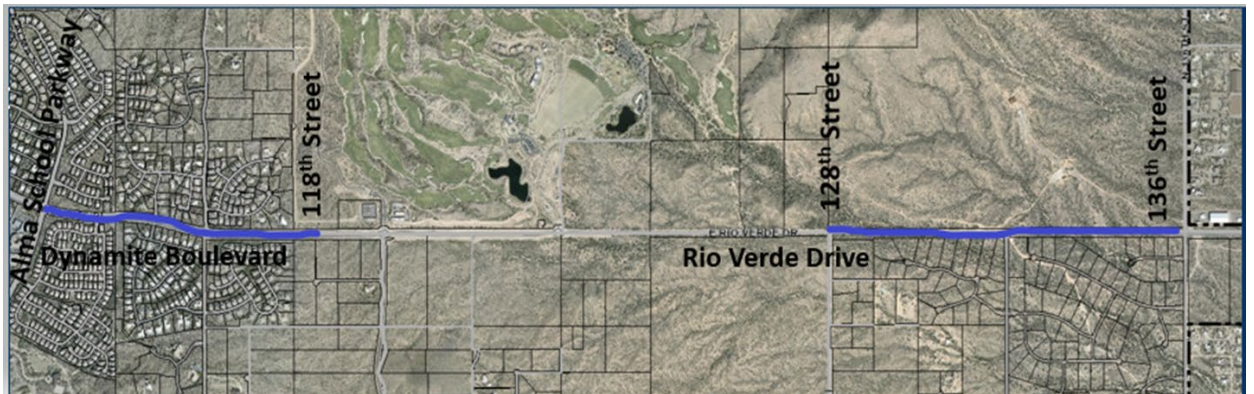 Alma School Parkway
118th Street
128th Street
136th Street
E RIO VERDE DR
Dynamite Boulevard
Rio Verde Drive